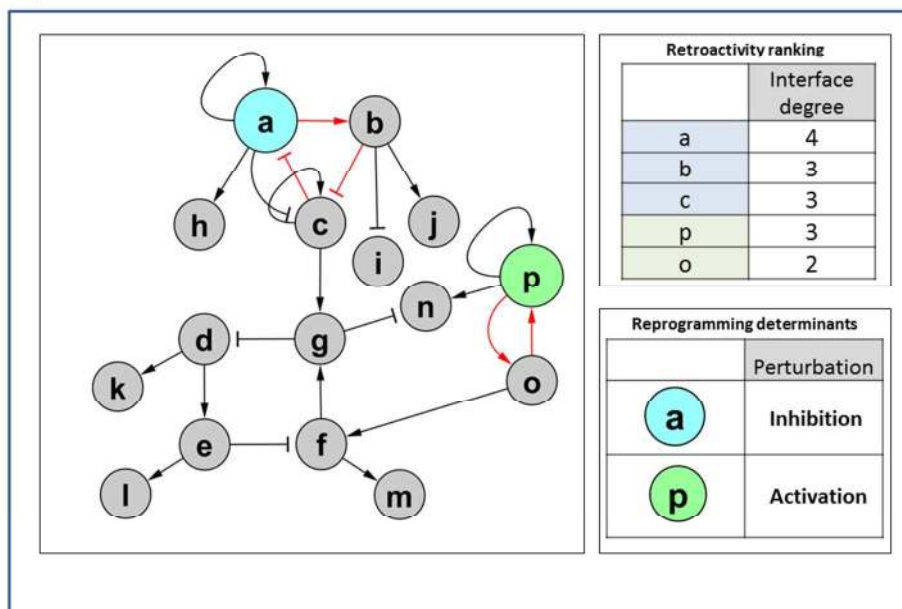 a
b
h
c
j
i
p
n
d
g
k
o
e
f
l
m
Retroactivity ranking
Interface
degree
a 4
b 3
c 3
p 3
o 2
Reprogramming determinants
Perturbation
a Inhibition
p Activation